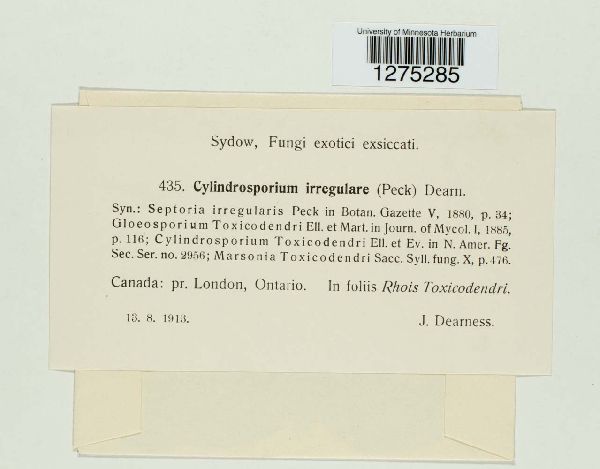 University of Minnesota Herbarium
1275285
Sydow, Fungi exotici exsiccati.
435. Cylindrosporium irregulare (Peck) Dearn.
Syn.: Septoria irregularis Peck in Botan. Gazette V, 1880, p. 34;
Gloeosporium Toxicodendri Ell. et Mart. in Journ. of Mycol. I, 1885,
p. 116; Cylindrosporium Toxicodendri Ell. et Ev. in N. Amer. Fg.
Sec. Ser. no. 2956; Marsonia Toxicodendri Sacc. Syll. fung. X, p. 476.
Canada: pr. London, Ontario. In foliis Rhois Toxicodendri.
13. 8. 1913. J. Dearness.